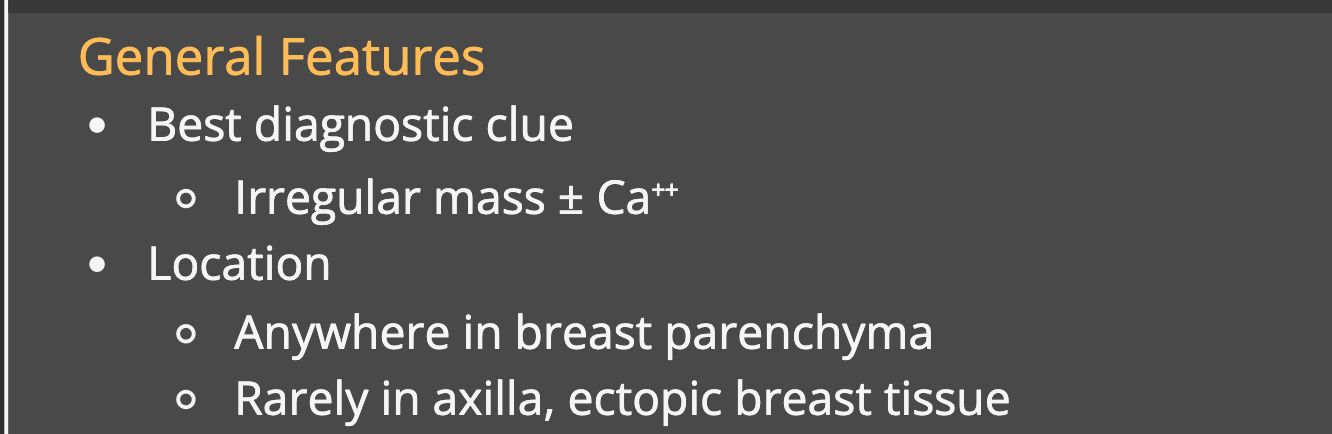 General Features
• Best diagnostic clue
○ Irregular mass ± Ca⁺⁺
• Location
○ Anywhere in breast parenchyma
○ Rarely in axilla, ectopic breast tissue